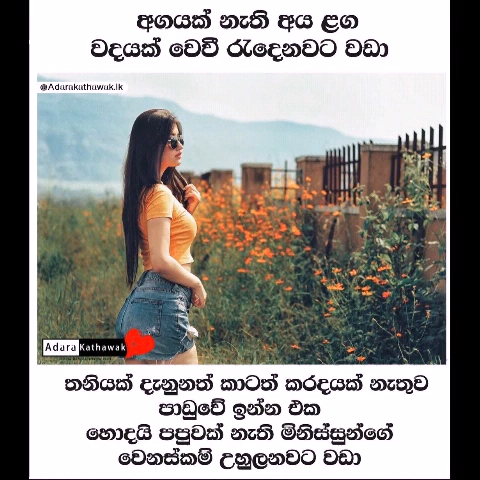 අගයක් නැති අය ළඟ
වදයක් වෙවී රැඳෙනවට වඩා
@Adarakathawak.lk
Adara Kathawak
තනියක් දැනුනත් කාටත් කරදයක් නැතුව
පාඩුවේ ඉන්න එක
හොදයි පපුවක් නැති මිනිස්සුන්ගේ
වෙනස්කම් උහුලනවට වඩා